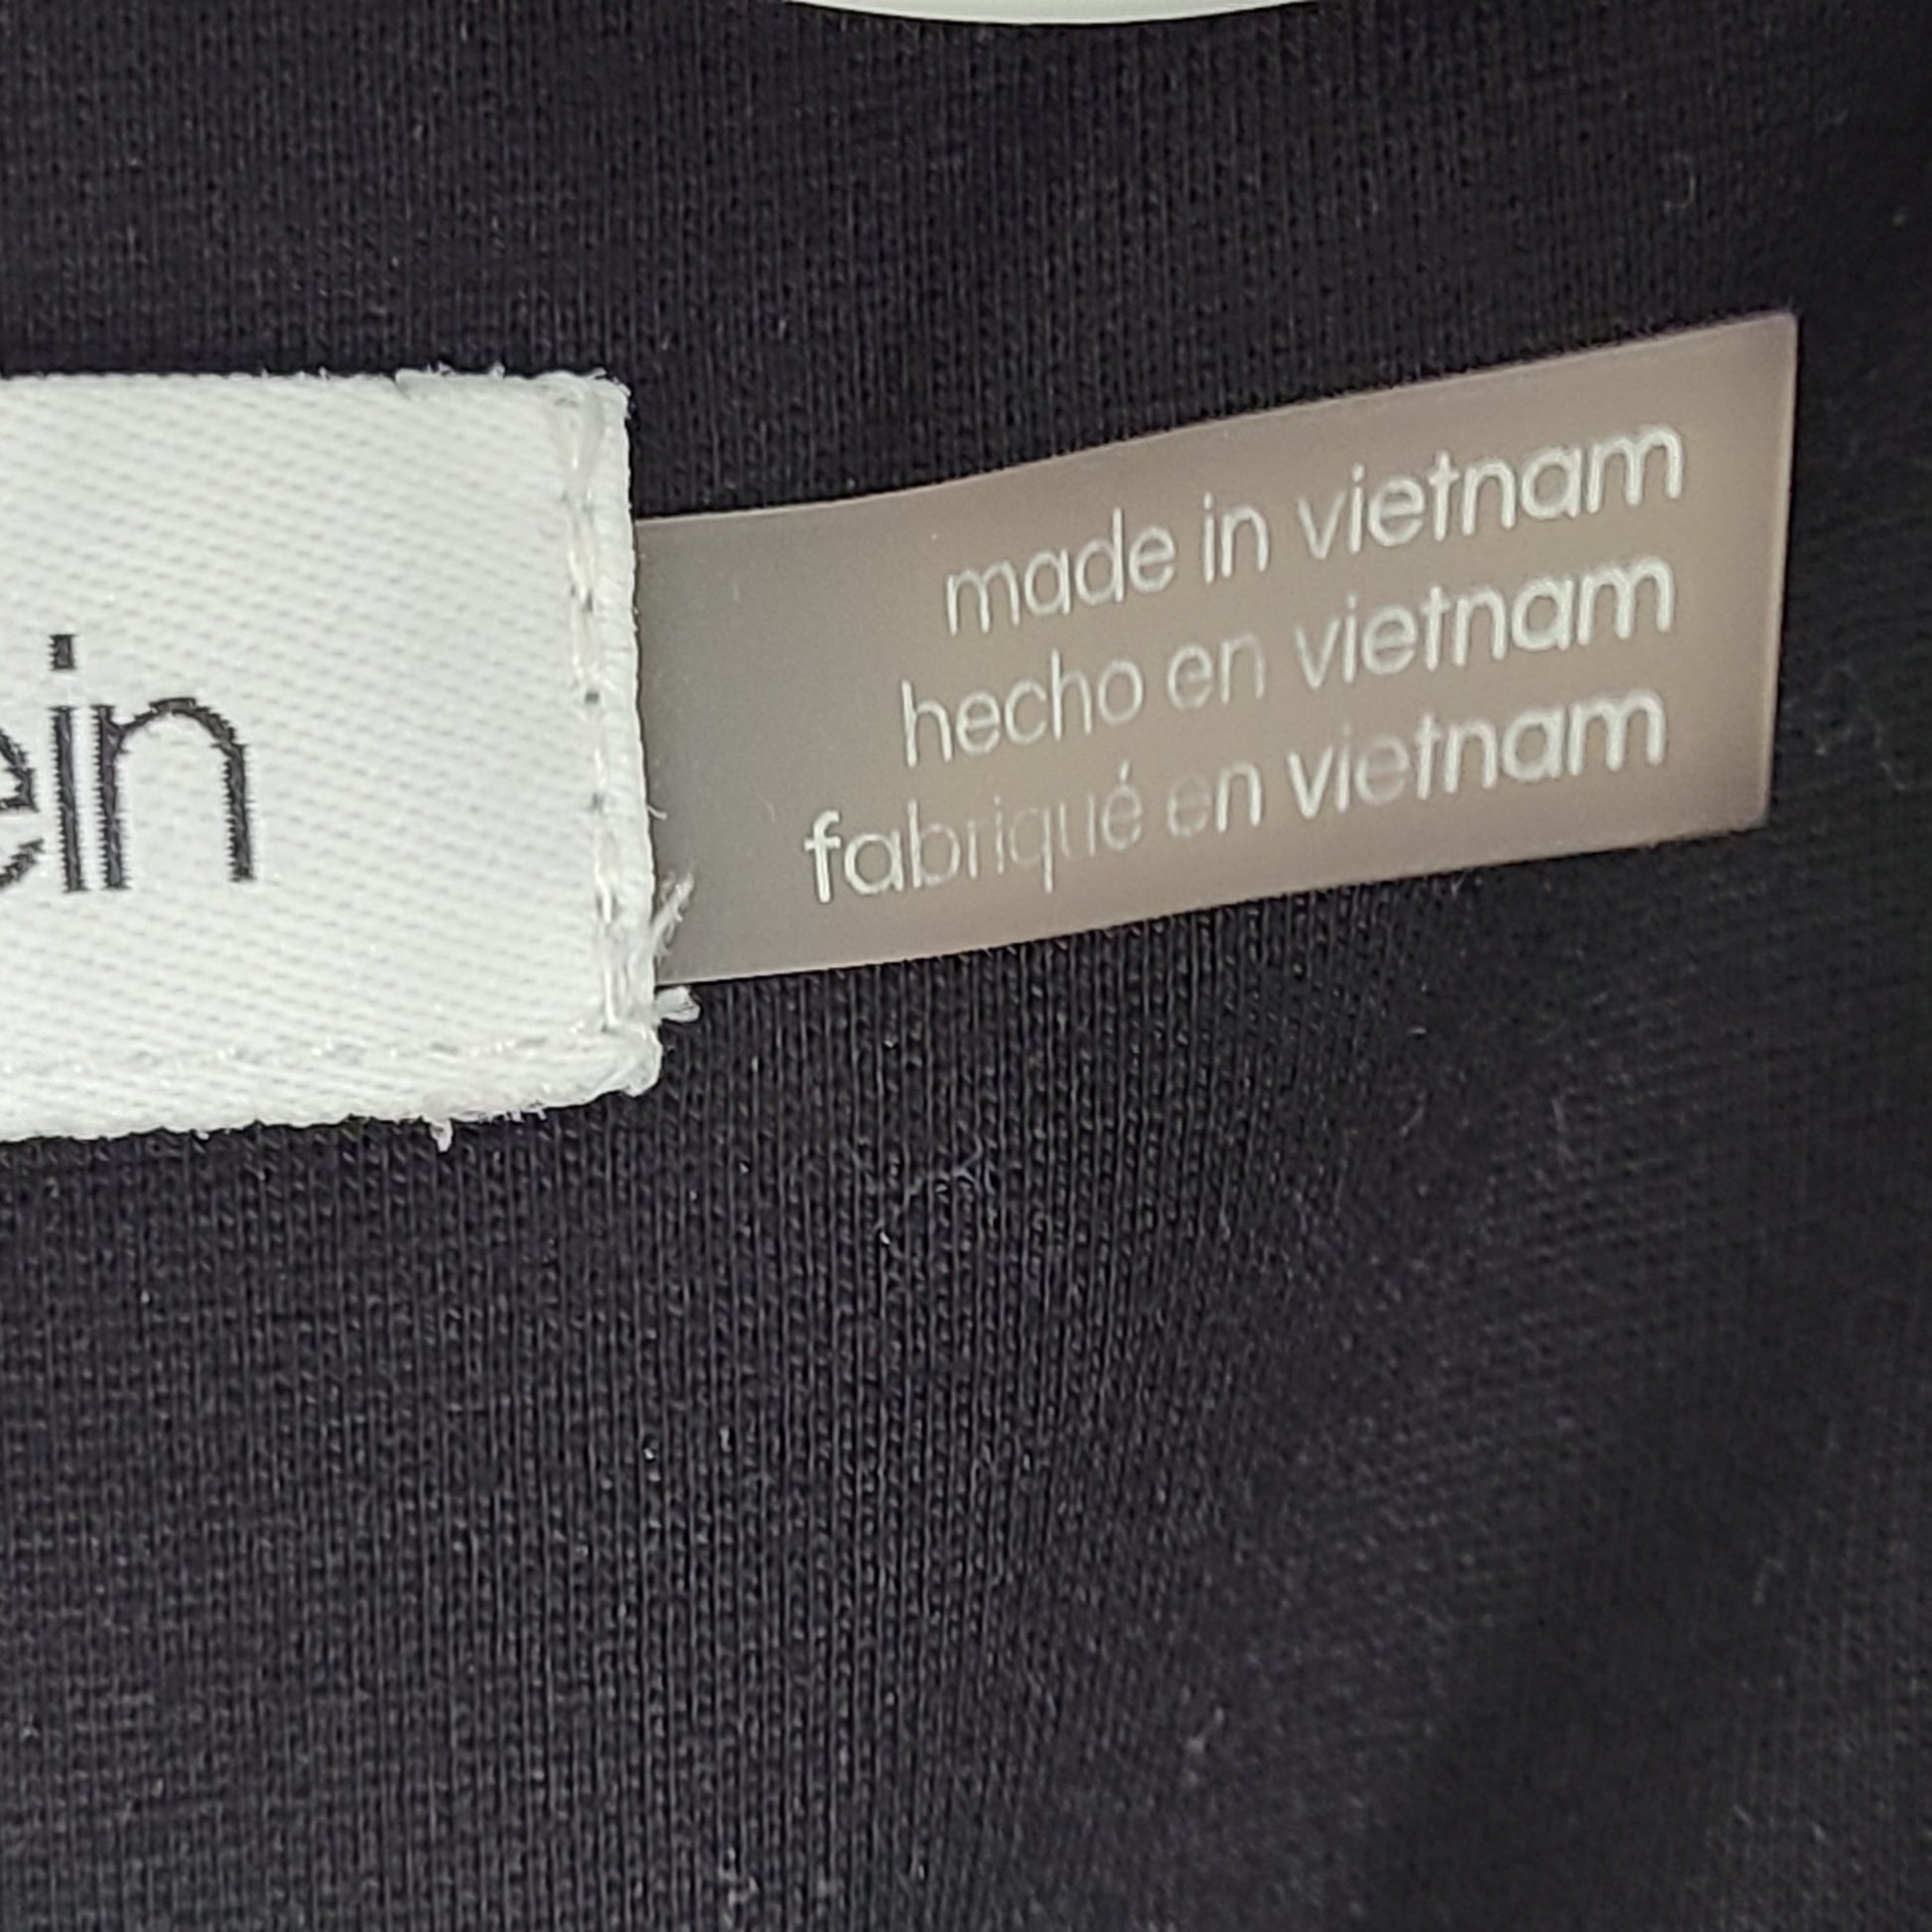 ein
made in vietnam
hecho en vietnam
fabriqué en vietnam